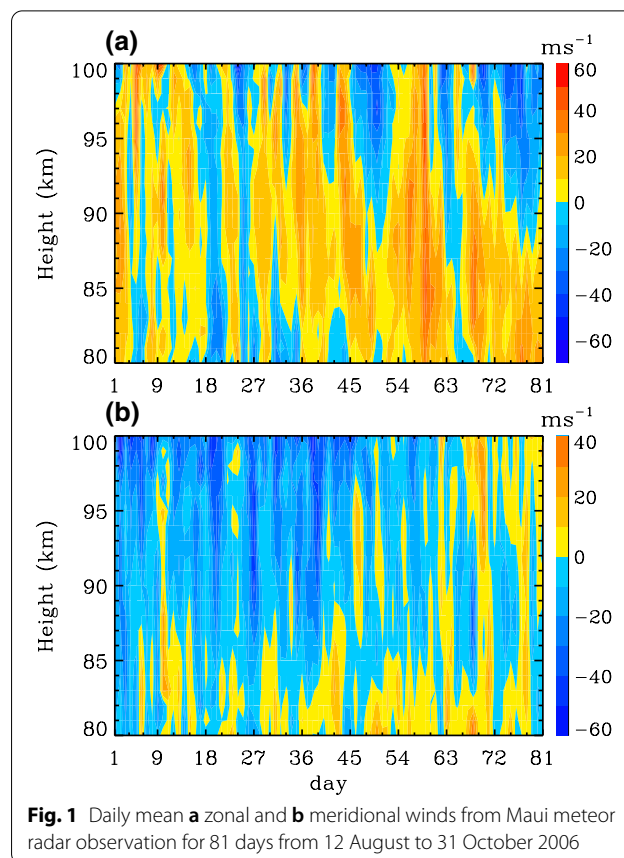 (a)
ms⁻¹
100
95
90
85
80
Height (km)
60
40
20
0
-20
-40
-60
1 9 18 27 36 45 54 63 72 81
(b)
ms⁻¹
100
95
90
85
80
Height (km)
40
20
0
-20
-40
-60
1 9 18 27 36 45 54 63 72 81
day
Fig. 1 Daily mean a zonal and b meridional winds from Maui meteor
radar observation for 81 days from 12 August to 31 October 2006